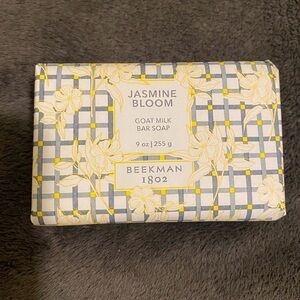 JASMINE
BLOOM
GOAT MILK
BAR SOAP
9 oz | 255 g
BEEKMAN
1802